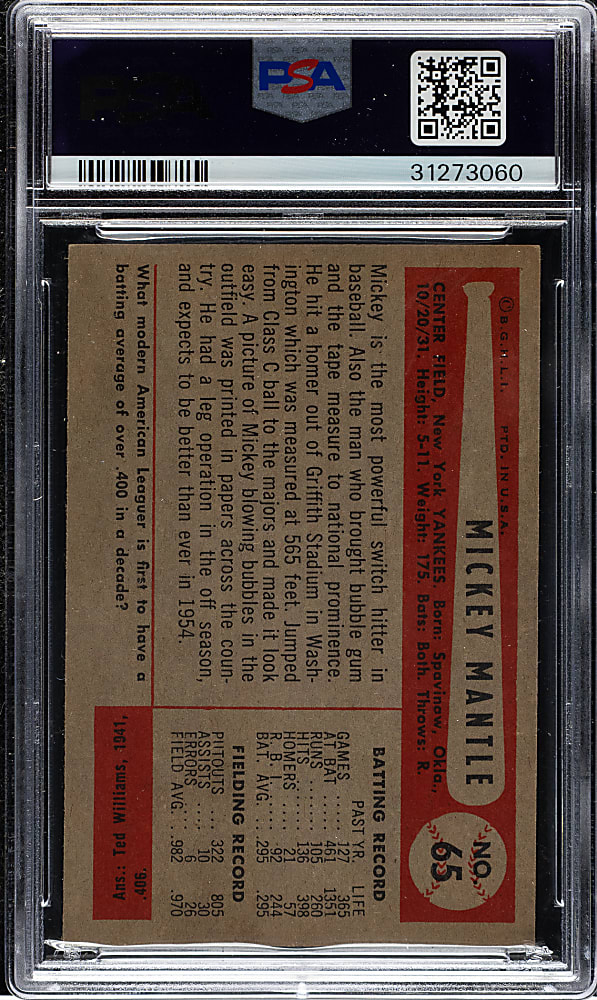 PSA
31273060
© B.G.H.L.I. PTD. IN U.S.A.
MICKEY MANTLE
NO. 65
CENTER FIELD, New York YANKEES. Born: Spavinaw, Okla.,
10/20/31. Height: 5-11. Weight: 175. Bats: Both. Throws: R.
Mickey is the most powerful switch hitter in
baseball. Also the man who brought bubble gum
and the tape measure to national prominence.
He hit a homer out of Griffith Stadium in Wash-
ington which was measured at 565 feet. Jumped
from Class C ball to the majors and made it look
easy. A picture of Mickey blowing bubbles in the
outfield was printed in papers across the coun-
try. He had a leg operation in the off season,
and expects to be better than ever in 1954.
BATTING RECORD
PAST YR. LIFE
GAMES ..... 127 365
AT BAT .... 461 1351
RUNS ...... 105 260
HITS ...... 136 398
HOMERS .... 21 57
R. B. I. .... 92 244
BAT. AVG. .. .295 .295
FIELDING RECORD
PUTOUTS .... 322 805
ASSISTS .... 10 30
ERRORS ..... 6 26
FIELD AVG. .. .982 .970
What modern American Leaguer is first to have a
batting average of over .400 in a decade?
Ans.: Ted Williams, 1941,
.406.